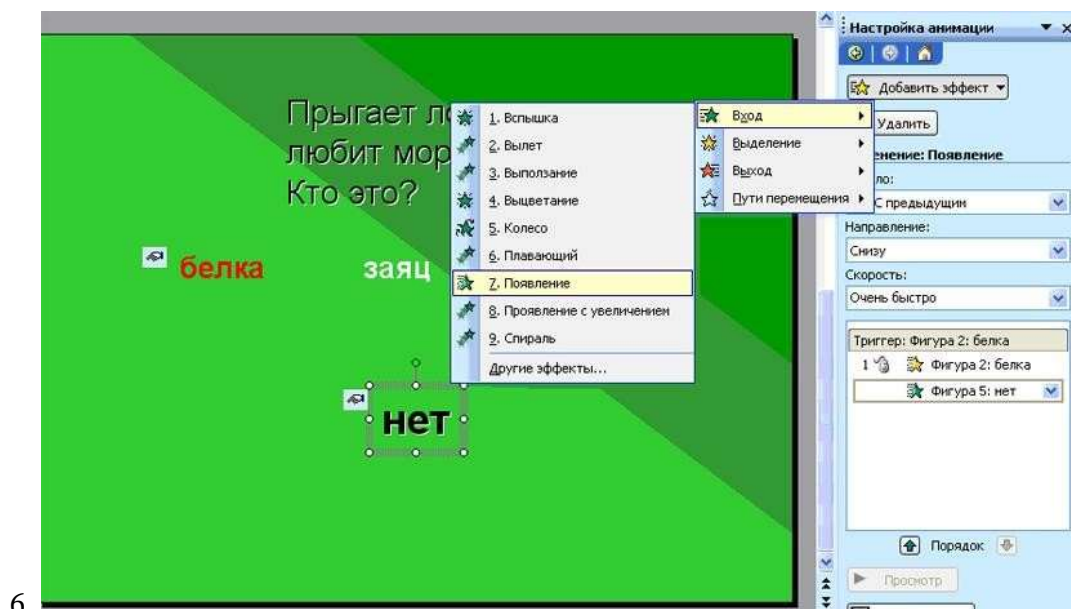 Прыгает
любит
Кто это?
белка
заяц
нет
1. Вспышка
2. Вылет
3. Выползание
4. Выцветание
5. Колесо
6. Плавающий
7. Появление
8. Проявление с увеличением
9. Спираль
Другие эффекты...
Вход
Выделение
Выход
Пути перемещения
Настройка анимации
Добавить эффект
Удалить
Появление
С предыдущим
Направление:
Снизу
Скорость:
Очень быстро
Триггер: Фигура 2: белка
1 Фигура 2: белка
Фигура 5: нет
Порядок
Просмотр
6